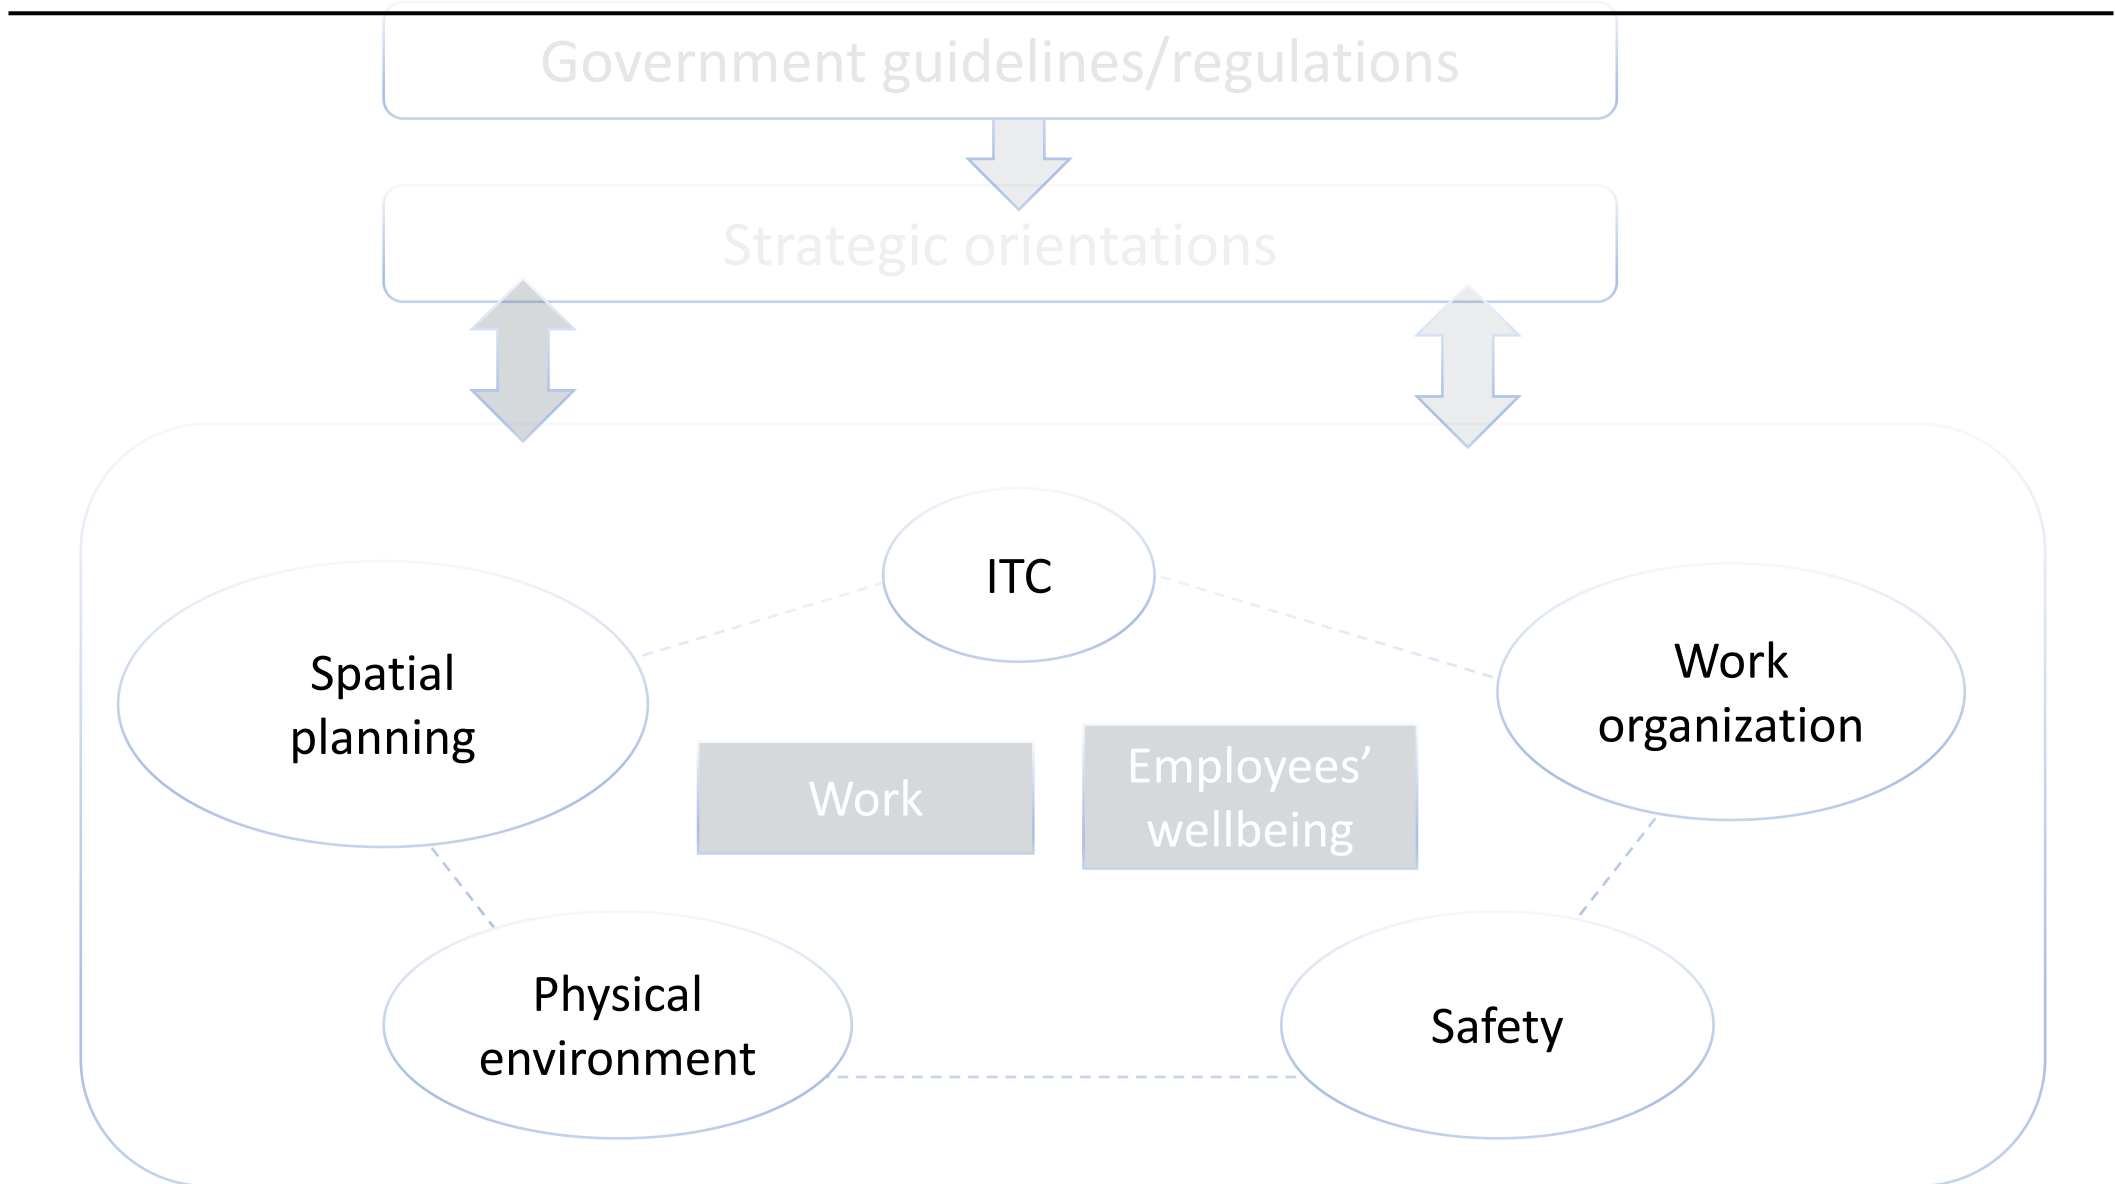 Government guidelines/regulations
Strategic orientations
ITC
Spatial
planning
Work
organization
Work
Employees’
wellbeing
Physical
environment
Safety